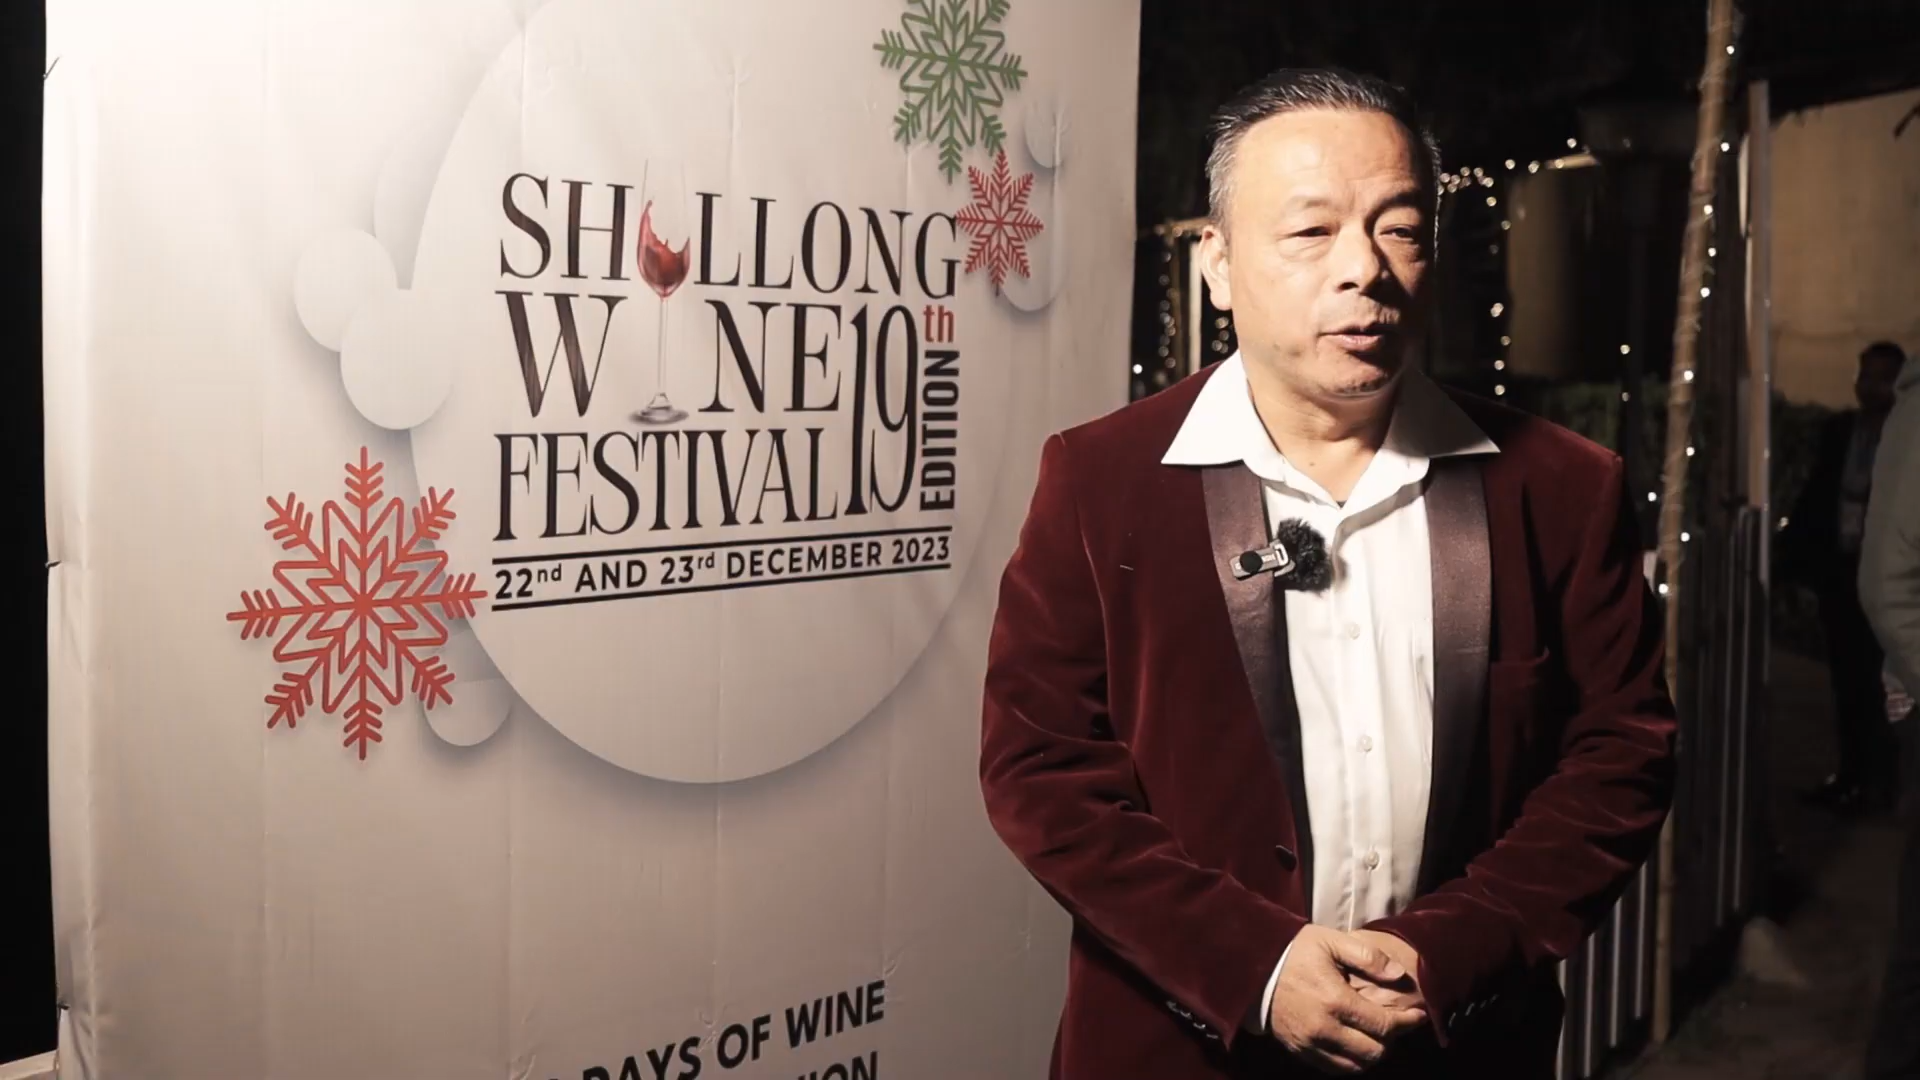 SHILLONG
WINE
FESTIVAL 19th
EDITION
22nd AND 23rd DECEMBER 2023
DAYS OF WINE